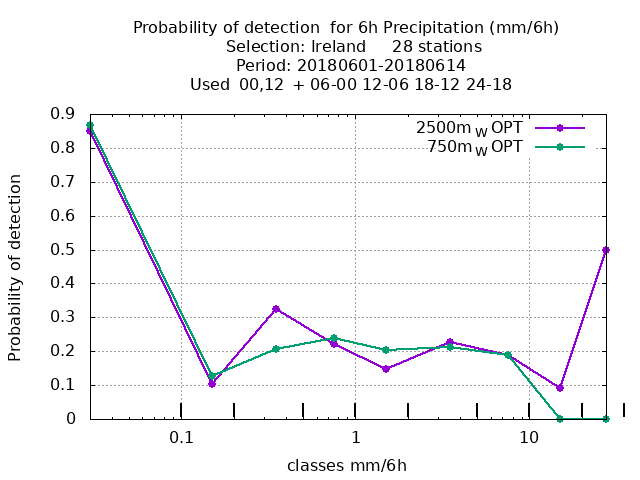 Probability of detection  for 6h Precipitation (mm/6h)
Selection: Ireland     28 stations
Period: 20180601-20180614
Used  00,12  + 06-00 12-06 18-12 24-18
2500m W OPT
750m W OPT
Probability of detection
0.9
0.8
0.7
0.6
0.5
0.4
0.3
0.2
0.1
0
0.1
1
10
classes mm/6h